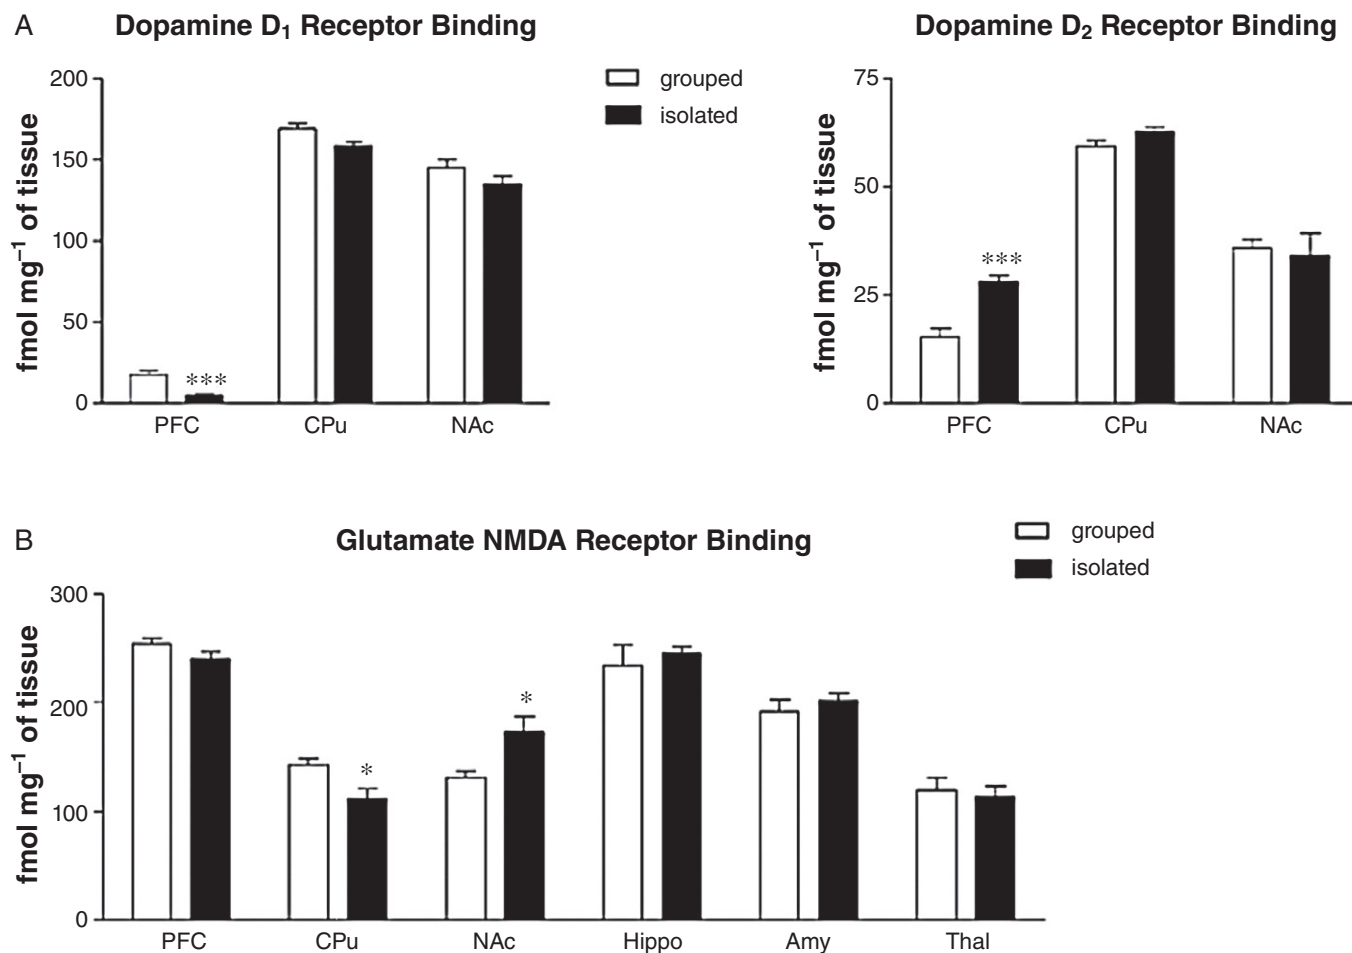 A
Dopamine D₁ Receptor Binding
fmol mg⁻¹ of tissue
200
150
100
50
0
PFC
CPu
NAc
***
grouped
isolated
Dopamine D₂ Receptor Binding
fmol mg⁻¹ of tissue
75
50
25
0
PFC
CPu
NAc
***
B
Glutamate NMDA Receptor Binding
grouped
isolated
fmol mg⁻¹ of tissue
300
200
100
0
*
*
PFC
CPu
NAc
Hippo
Amy
Thal